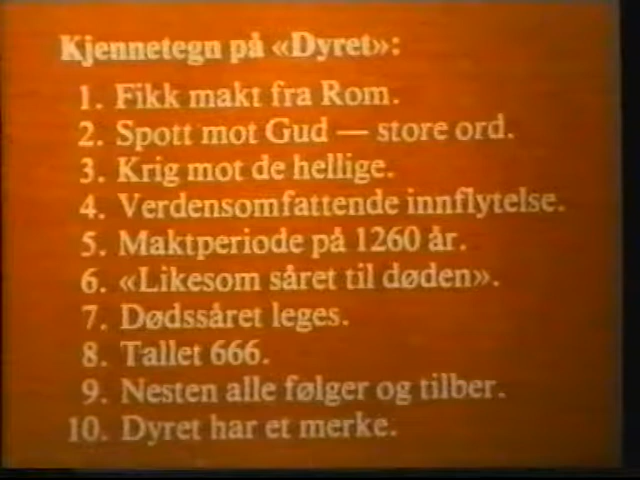 Kjennetegn på «Dyret»:
1. Fikk makt fra Rom.
2. Spott mot Gud — store ord.
3. Krig mot de hellige.
4. Verdensomfattende innflytelse.
5. Maktperiode på 1260 år.
6. «Likesom såret til døden».
7. Dødssåret leges.
8. Tallet 666.
9. Nesten alle følger og tilber.
10. Dyret har et merke.